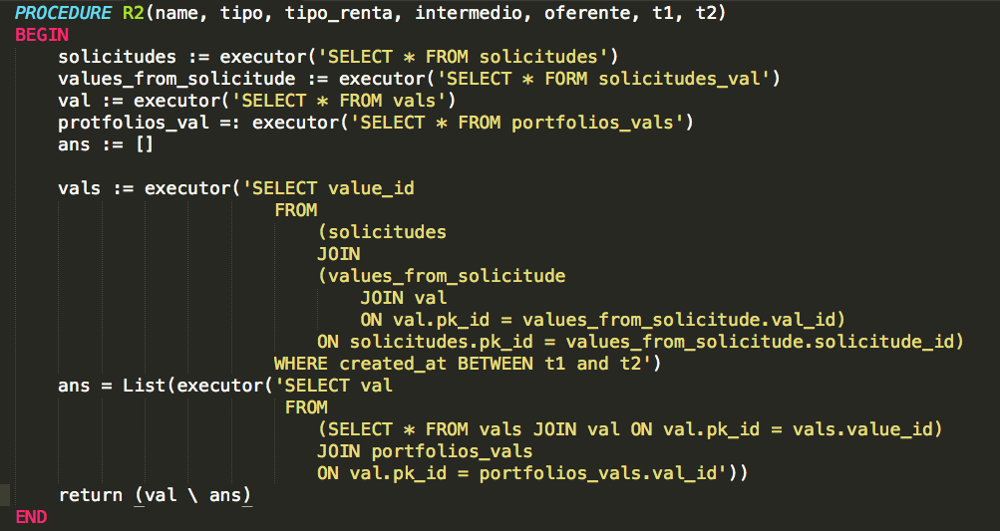 PROCEDURE R2(name, tipo, tipo_renta, intermedio, oferente, t1, t2)
BEGIN
solicitudes := executor('SELECT * FROM solicitudes')
values_from_solicitude := executor('SELECT * FORM solicitudes_val')
val := executor('SELECT * FROM vals')
protfolios_val =: executor('SELECT * FROM portfolios_vals')
ans := []
vals := executor('SELECT value_id
FROM
(solicitudes
JOIN
(values_from_solicitude
JOIN val
ON val.pk_id = values_from_solicitude.val_id)
ON solicitudes.pk_id = values_from_solicitude.solicitude_id)
WHERE created_at BETWEEN t1 and t2')
ans = List(executor('SELECT val
FROM
(SELECT * FROM vals JOIN val ON val.pk_id = vals.value_id)
JOIN portfolios_vals
ON val.pk_id = portfolios_vals.val_id'))
return (val \ ans)
END